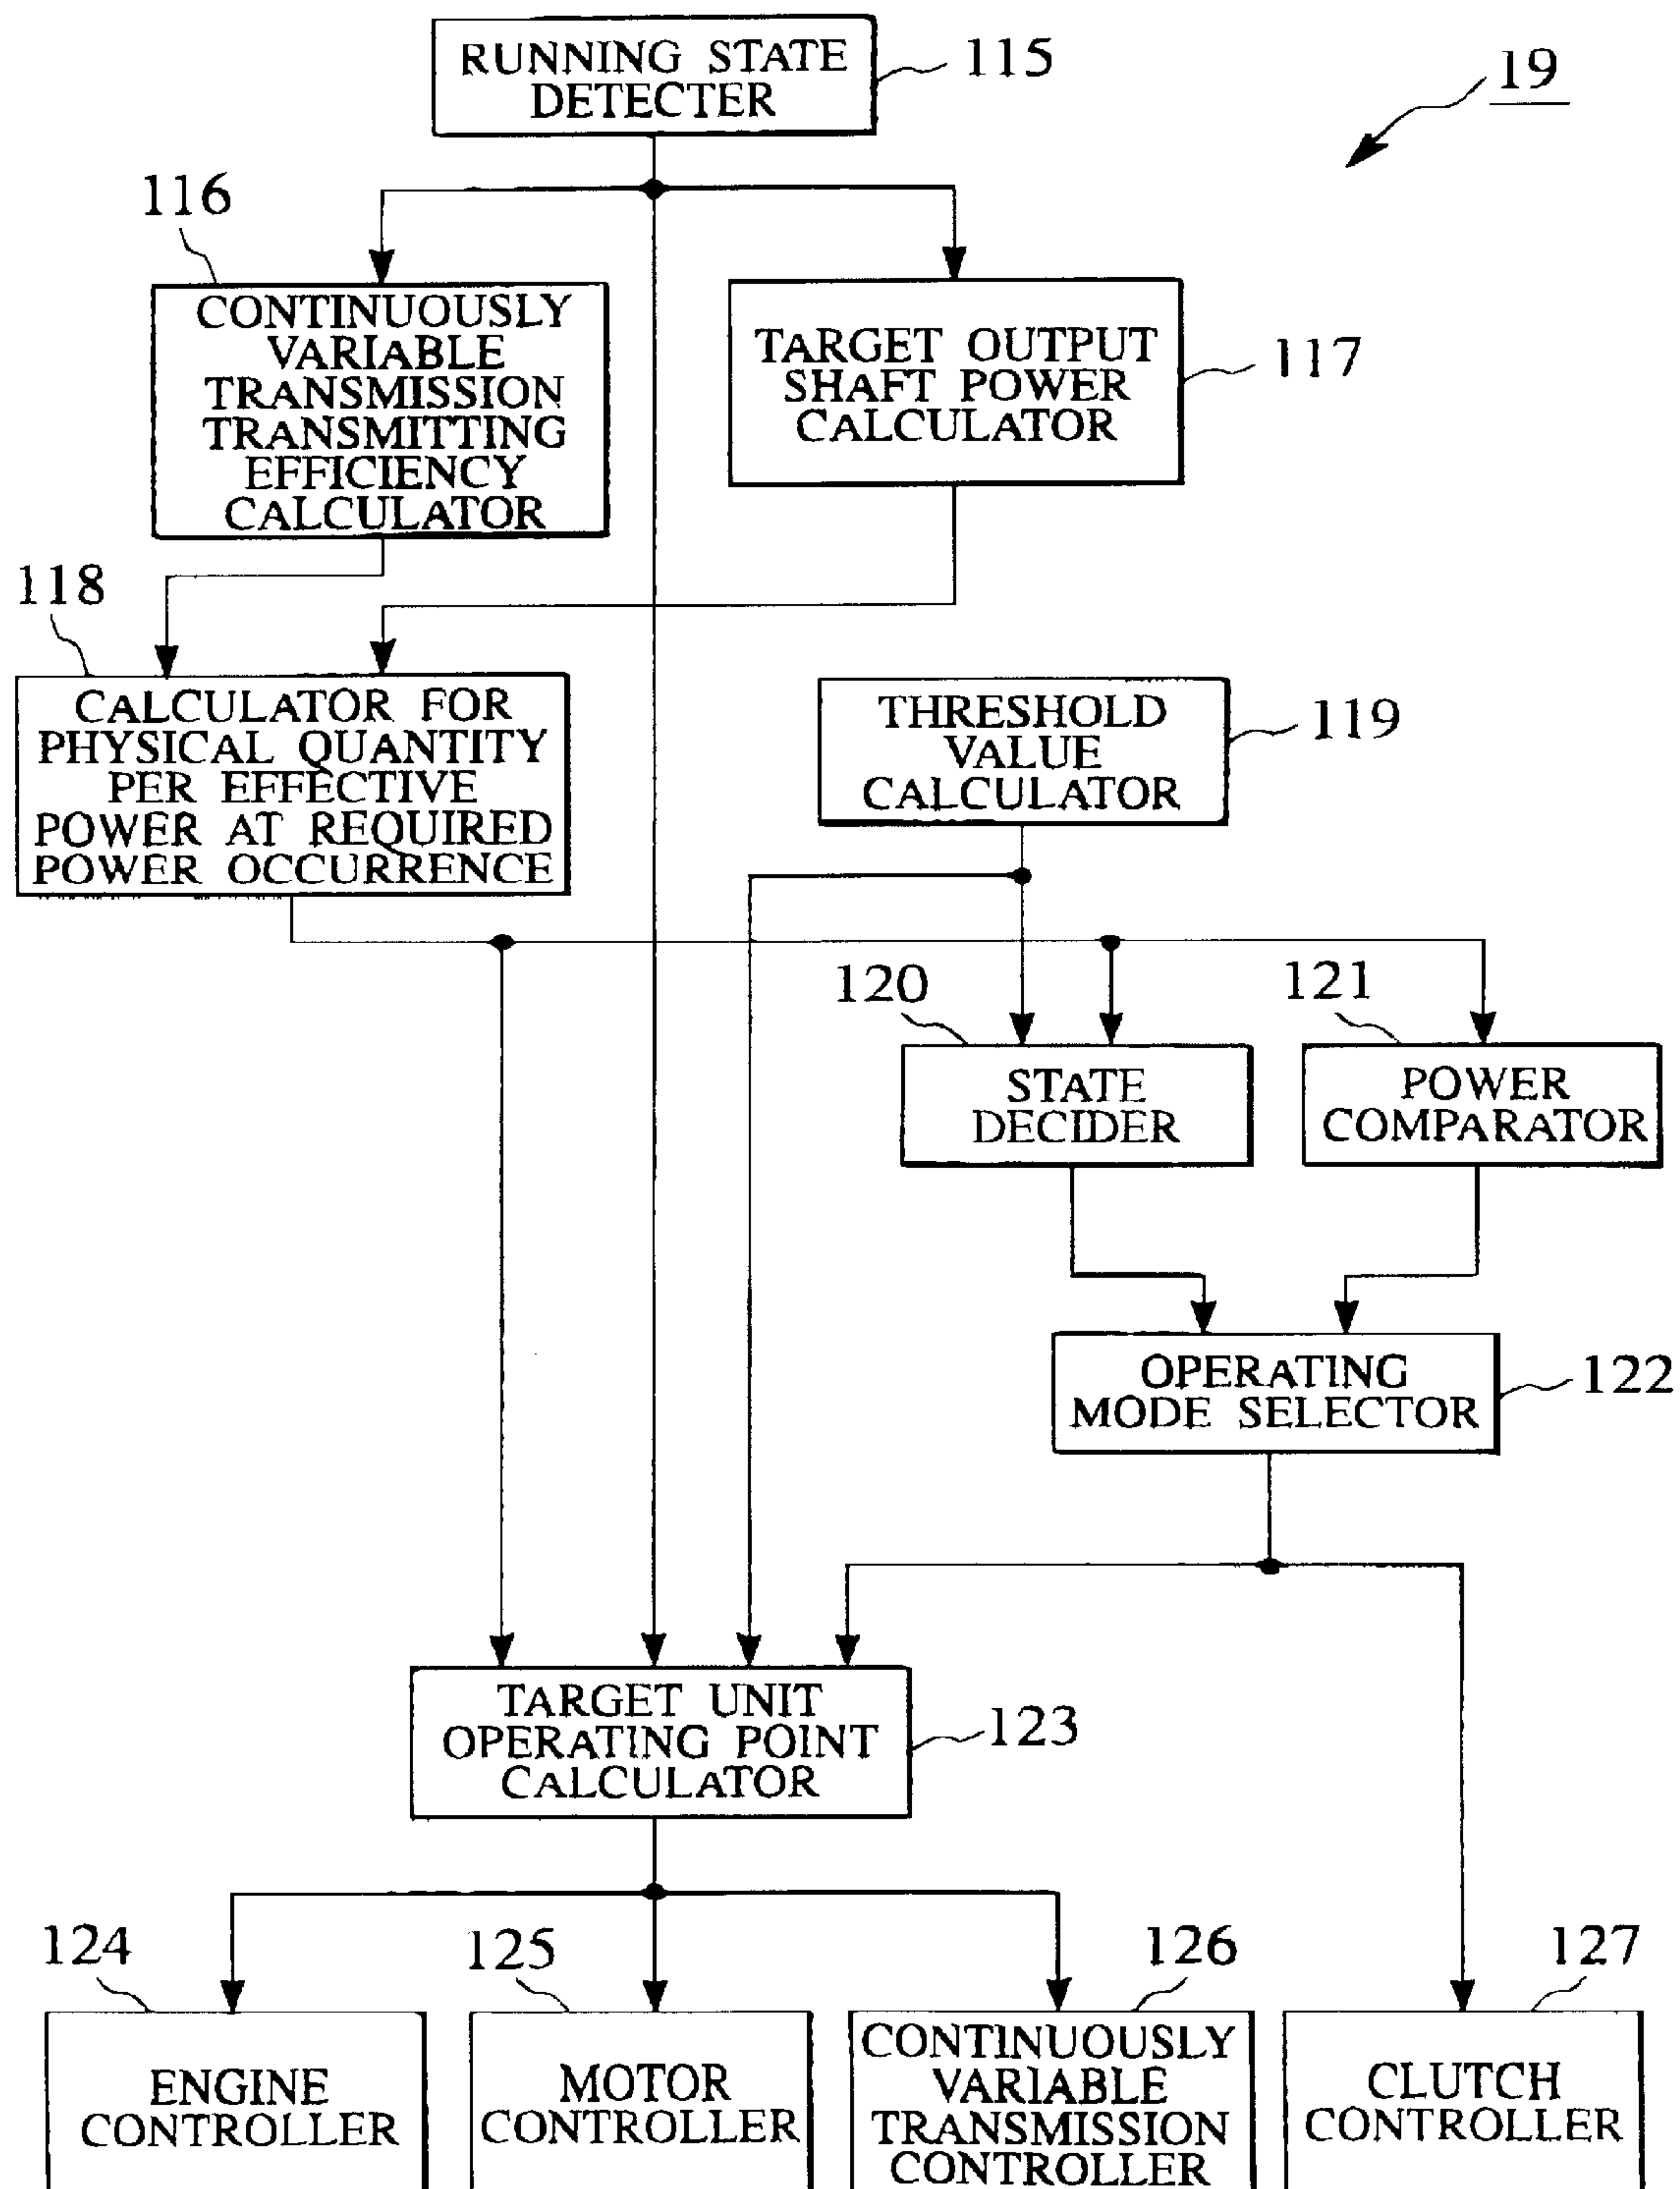 RUNNING STATE
DETECTER
115
19
116
CONTINUOUSLY
VARIABLE
TRANSMISSION
TRANSMITTING
EFFICIENCY
CALCULATOR
TARGET OUTPUT
SHAFT POWER
CALCULATOR
117
118
CALCULATOR FOR
PHYSICAL QUANTITY
PER EFFECTIVE
POWER AT REQUIRED
POWER OCCURRENCE
THRESHOLD
VALUE
CALCULATOR
119
120
STATE
DECIDER
121
POWER
COMPARATOR
OPERATING
MODE SELECTOR
122
TARGET UNIT
OPERATING POINT
CALCULATOR
123
124
ENGINE
CONTROLLER
125
MOTOR
CONTROLLER
126
CONTINUOUSLY
VARIABLE
TRANSMISSION
CONTROLLER
127
CLUTCH
CONTROLLER